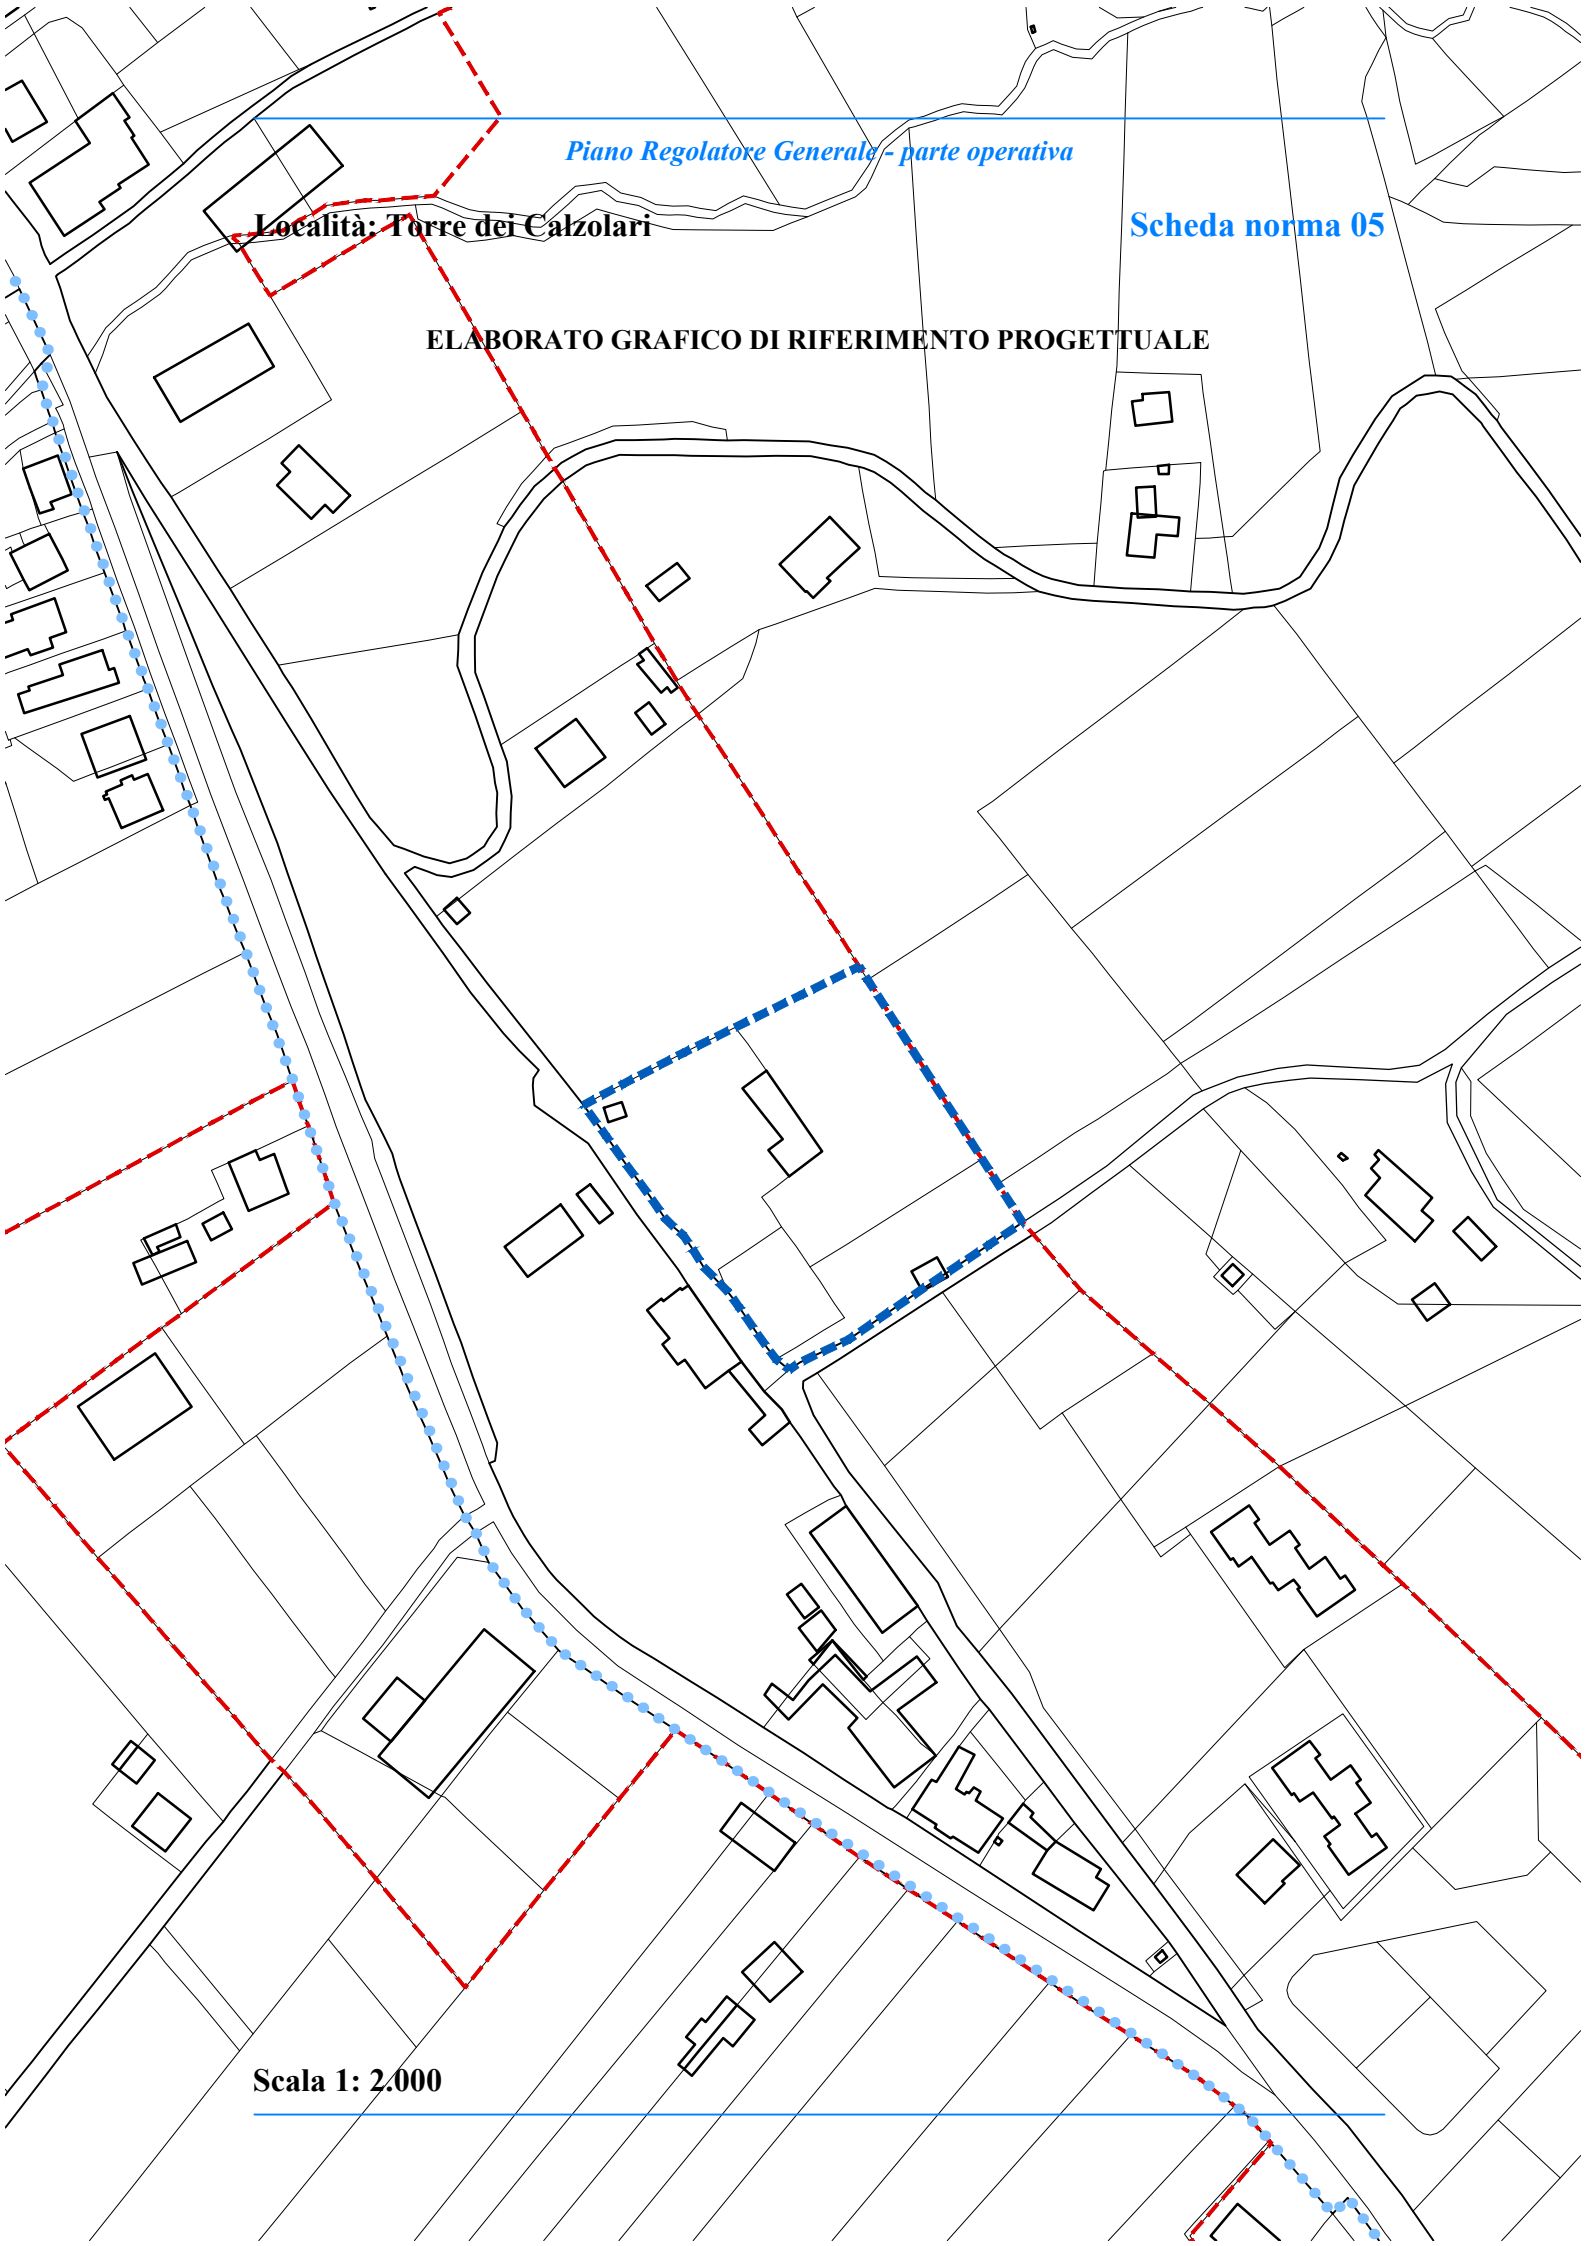 Piano Regolatore Generale - parte operativa
Località: Torre dei Calzolari
Scheda norma 05
ELABORATO GRAFICO DI RIFERIMENTO PROGETTUALE
Scala 1: 2.000